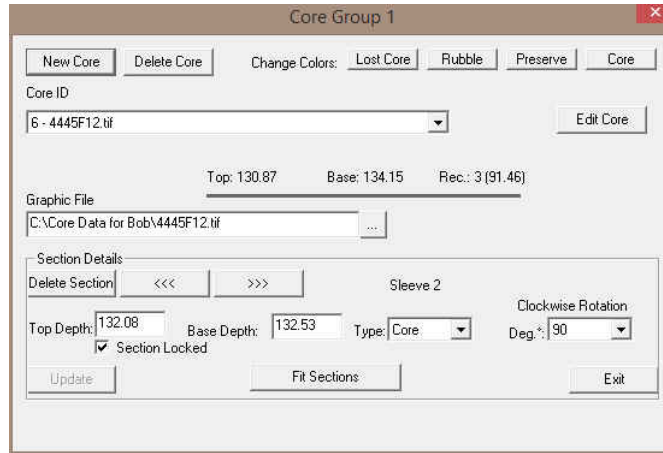 Core Group 1
New Core Delete Core Change Colors: Lost Core Rubble Preserve Core
Core ID
6 - 4445F12.tif Edit Core
Top: 130.87 Base: 134.15 Rec.: 3 (91.46)
Graphic File
C:\Core Data for Bob\4445F12.tif ...
Section Details
Delete Section <<< >>> Sleeve 2
Clockwise Rotation
Top Depth: 132.08 Base Depth: 132.53 Type: Core Deg.*: 90
Section Locked
Update Fit Sections Exit